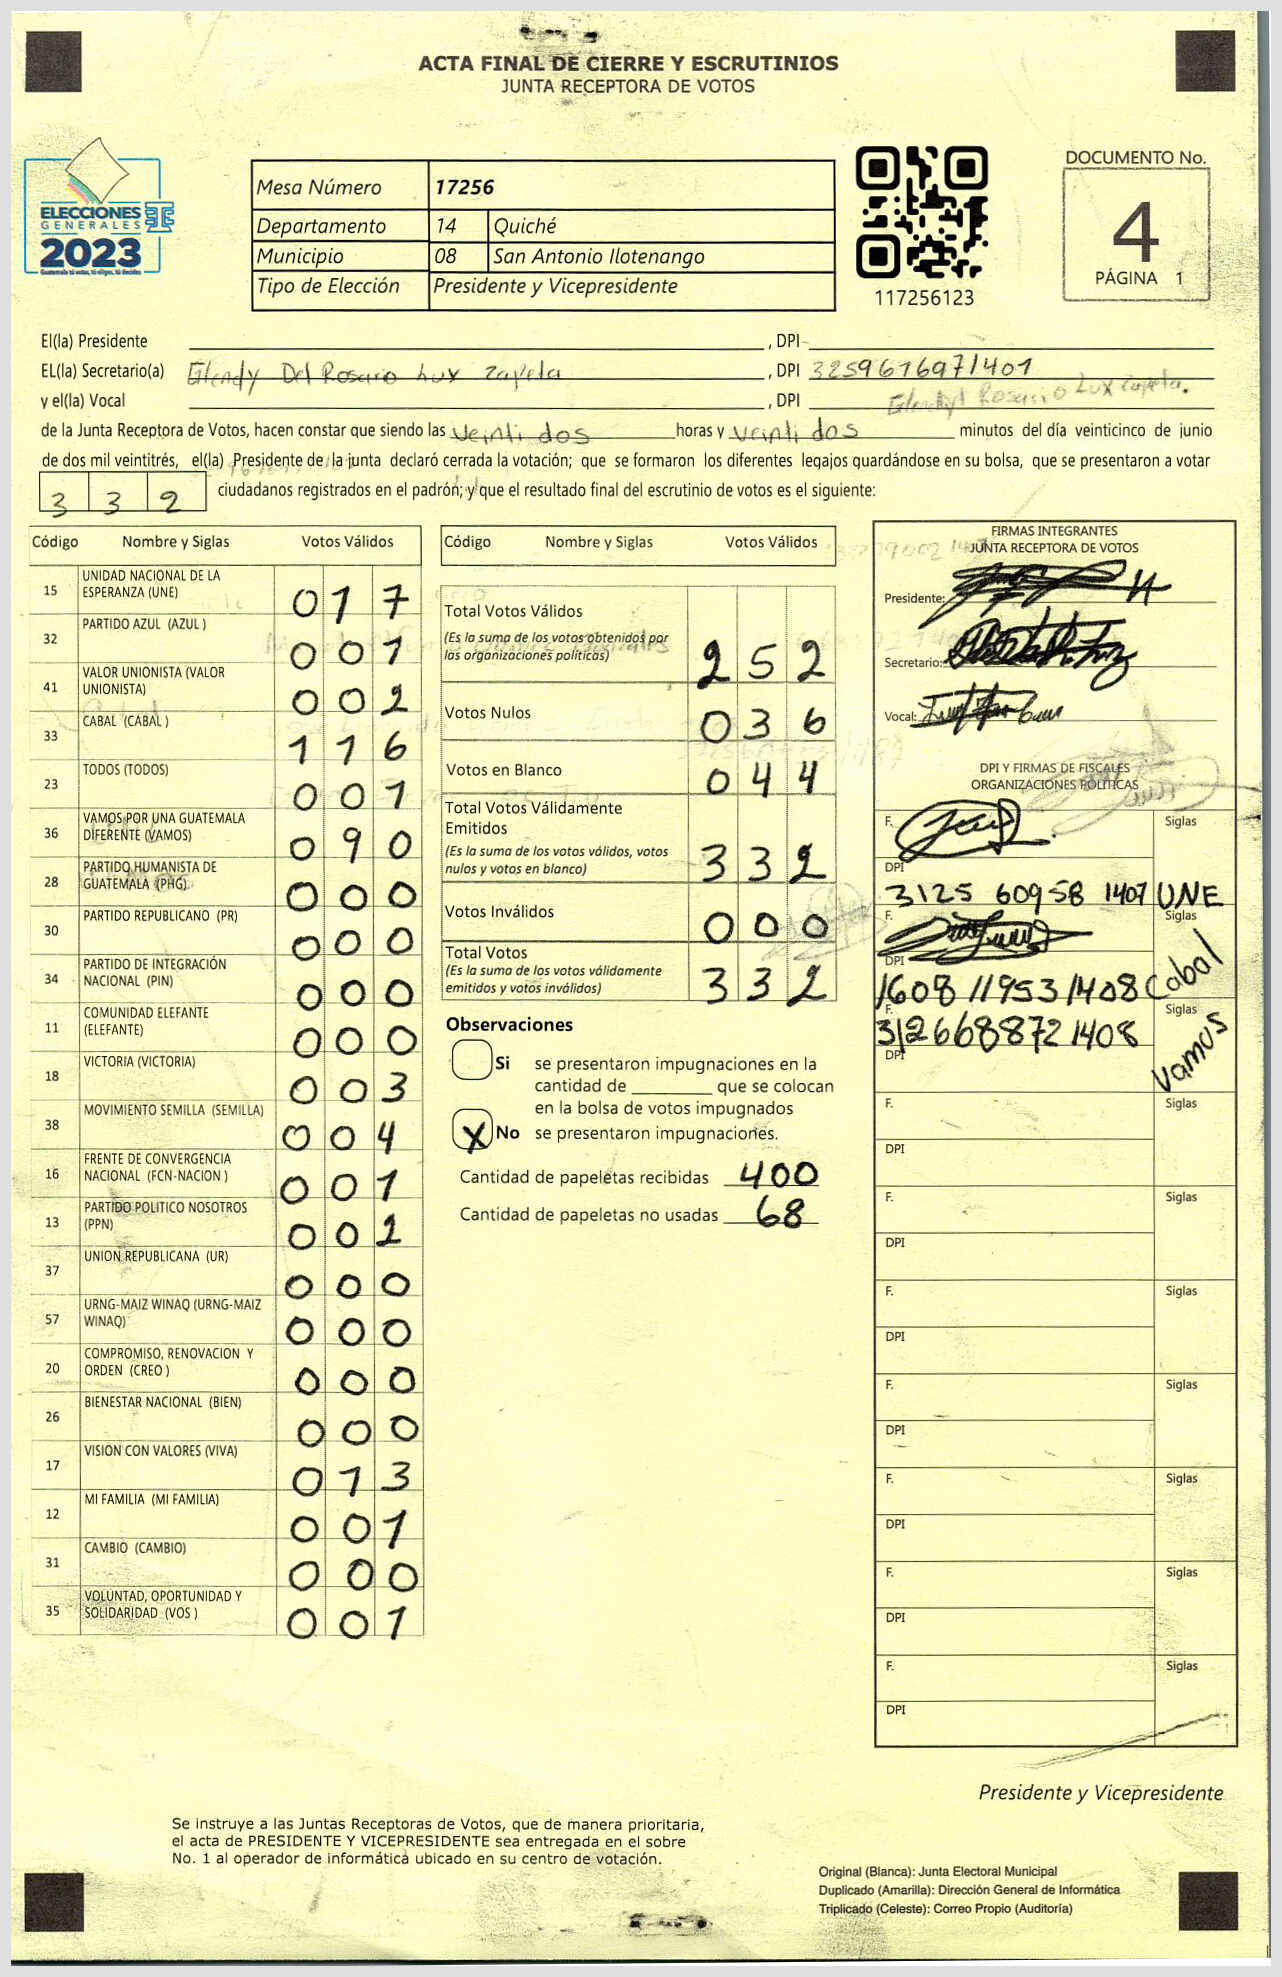 ACTA FINAL DE CIERRE Y ESCRUTINIOS
JUNTA RECEPTORA DE VOTOS
ELECCIONES
GENERALES
2023
Mesa Número 17256
Departamento 14 Quiché
Municipio 08 San Antonio Ilotenango
Tipo de Elección Presidente y Vicepresidente
117256123
DOCUMENTO No.
4
PÁGINA 1
El(la) Presidente , DPI
EL(la) Secretario(a) Glendy Del Rosario Lux Zapeta , DPI 3259616971401
y el(la) Vocal , DPI
de la Junta Receptora de Votos, hacen constar que siendo las veinti dos horas y veinti dos minutos del día veinticinco de junio
de dos mil veintitrés, el(la) Presidente de la junta declaró cerrada la votación; que se formaron los diferentes legajos quardándose en su bolsa, que se presentaron a votar
3 3 2 ciudadanos registrados en el padrón; y que el resultado final del escrutinio de votos es el siguiente:
Código Nombre y Siglas Votos Válidos
15 UNIDAD NACIONAL DE LA ESPERANZA (UNE) 0 1 7
32 PARTIDO AZUL (AZUL ) 0 0 1
41 VALOR UNIONISTA (VALOR UNIONISTA) 0 0 2
33 CABAL (CABAL ) 1 1 6
23 TODOS (TODOS) 0 0 1
36 VAMOS POR UNA GUATEMALA DIFERENTE (VAMOS) 0 9 0
28 PARTIDO HUMANISTA DE GUATEMALA (PHG) 0 0 0
30 PARTIDO REPUBLICANO (PR) 0 0 0
34 PARTIDO DE INTEGRACIÓN NACIONAL (PIN) 0 0 0
11 COMUNIDAD ELEFANTE (ELEFANTE) 0 0 0
18 VICTORIA (VICTORIA) 0 0 3
38 MOVIMIENTO SEMILLA (SEMILLA) 0 0 4
16 FRENTE DE CONVERGENCIA NACIONAL (FCN-NACION ) 0 0 1
13 PARTIDO POLITICO NOSOTROS (PPN) 0 0 2
37 UNION REPUBLICANA (UR) 0 0 0
57 URNG-MAIZ WINAQ (URNG-MAIZ WINAQ) 0 0 0
20 COMPROMISO, RENOVACION Y ORDEN (CREO ) 0 0 0
26 BIENESTAR NACIONAL (BIEN) 0 0 0
17 VISION CON VALORES (VIVA) 0 1 3
12 MI FAMILIA (MI FAMILIA) 0 0 1
31 CAMBIO (CAMBIO) 0 0 0
35 VOLUNTAD, OPORTUNIDAD Y SOLIDARIDAD (VOS ) 0 0 1
Código Nombre y Siglas Votos Válidos
Total Votos Válidos
(Es la suma de los votos obtenidos por
las organizaciones políticas) 2 5 2
Votos Nulos 0 3 6
Votos en Blanco 0 4 4
Total Votos Válidamente
Emitidos
(Es la suma de los votos válidos, votos
nulos y votos en blanco) 3 3 2
Votos Inválidos 0 0 0
Total Votos
(Es la suma de los votos válidamente
emitidos y votos inválidos) 3 3 2
Observaciones
Si se presentaron impugnaciones en la
cantidad de que se colocan
en la bolsa de votos impugnados
X No se presentaron impugnaciones.
Cantidad de papeletas recibidas 400
Cantidad de papeletas no usadas 68
FIRMAS INTEGRANTES
JUNTA RECEPTORA DE VOTOS
Presidente:
Secretario:
Vocal:
DPI Y FIRMAS DE FISCALES
ORGANIZACIONES POLÍTICAS
F. Siglas
DPI 3125 60958 1407 UNE
F. Siglas
DPI 1608 11953 1408 Cabal
F. Siglas
312668872 1408 Vamos
DPI
F. Siglas
DPI
F. Siglas
DPI
F. Siglas
DPI
F. Siglas
DPI
F. Siglas
DPI
F. Siglas
DPI
F. Siglas
DPI
Presidente y Vicepresidente
Se instruye a las Juntas Receptoras de Votos, que de manera prioritaria,
el acta de PRESIDENTE Y VICEPRESIDENTE sea entregada en el sobre
No. 1 al operador de informática ubicado en su centro de votación.
Original (Blanca): Junta Electoral Municipal
Duplicado (Amarilla): Dirección General de Informática
Triplicado (Celeste): Correo Propio (Auditoría)